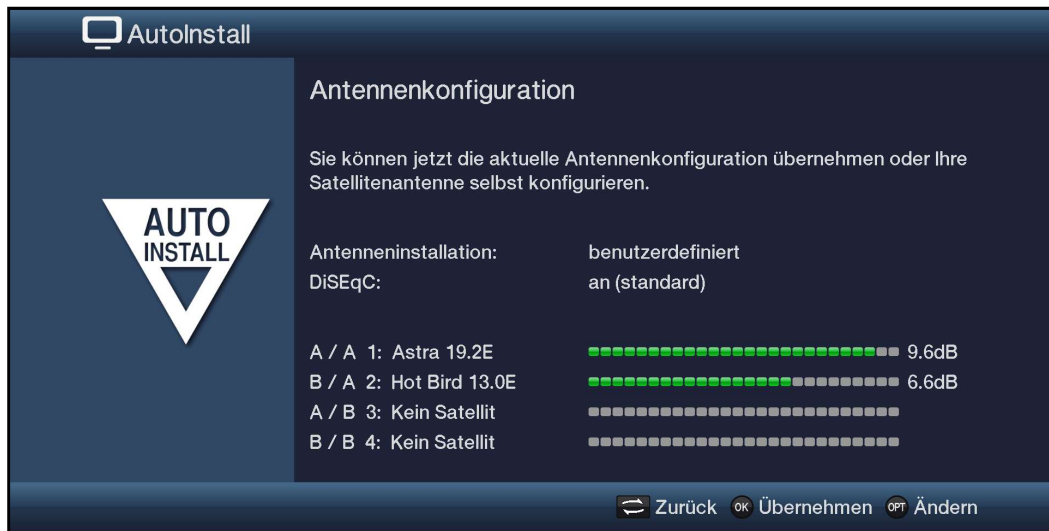 AutoInstall
AUTO
INSTALL
Antennenkonfiguration
Sie können jetzt die aktuelle Antennenkonfiguration übernehmen oder Ihre
Satellitenantenne selbst konfigurieren.
Antenneninstallation: benutzerdefiniert
DiSEqC: an (standard)
A / A 1: Astra 19.2E 9.6dB
B / A 2: Hot Bird 13.0E 6.6dB
A / B 3: Kein Satellit
B / B 4: Kein Satellit
Zurück OK Übernehmen OPT Ändern